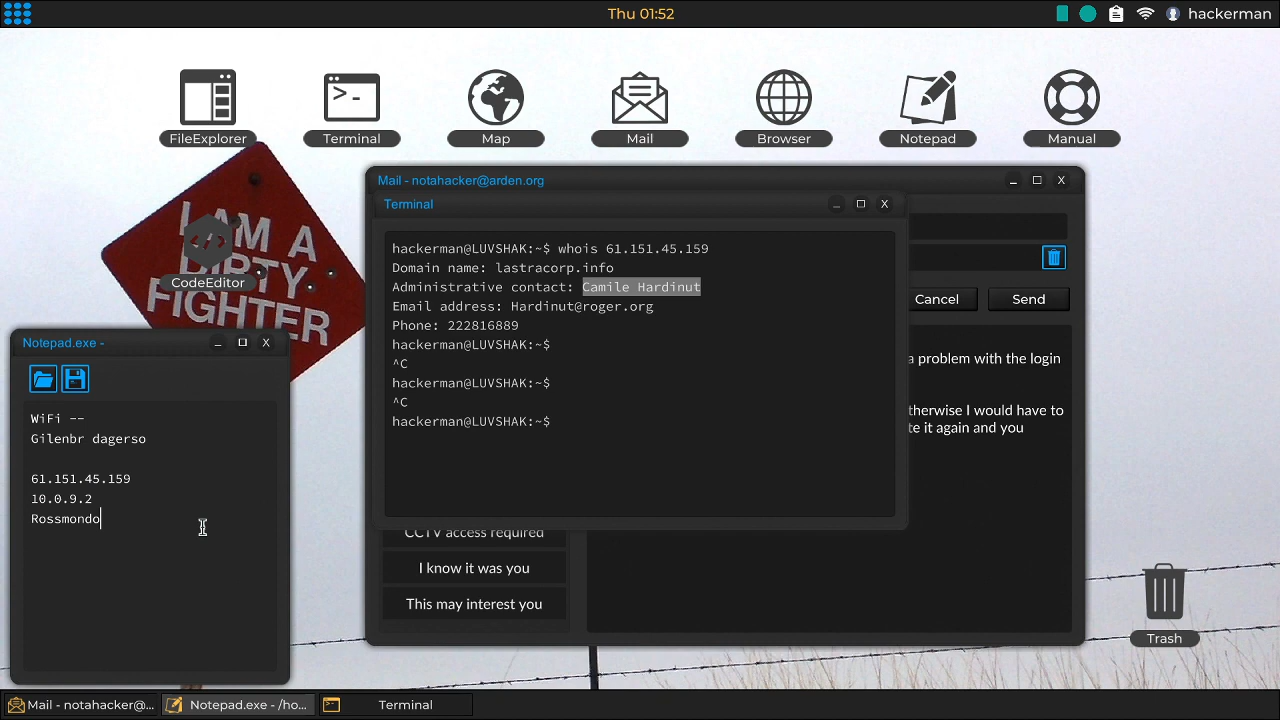 Thu 01:52
hackerman
FileExplorer
Terminal
Map
Mail
Browser
Notepad
Manual
I AM A
DIRTY
FIGHTER
CodeEditor
Mail - notahacker@arden.org
_ □ X
Cancel
Send
a problem with the login
therwise I would have to
te it again and you
CCTV access required
I know it was you
This may interest you
Terminal
_ □ X
hackerman@LUVSHAK:~$ whois 61.151.45.159
Domain name: lastracorp.info
Administrative contact: Camile Hardinut
Email address: Hardinut@roger.org
Phone: 222816889
hackerman@LUVSHAK:~$
^C
hackerman@LUVSHAK:~$
^C
hackerman@LUVSHAK:~$
Notepad.exe -
_ □ X
WiFi --
Gilenbr dagerso
61.151.45.159
10.0.9.2
Rossmondo
Trash
Mail - notahacker@...
Notepad.exe - /ho...
Terminal